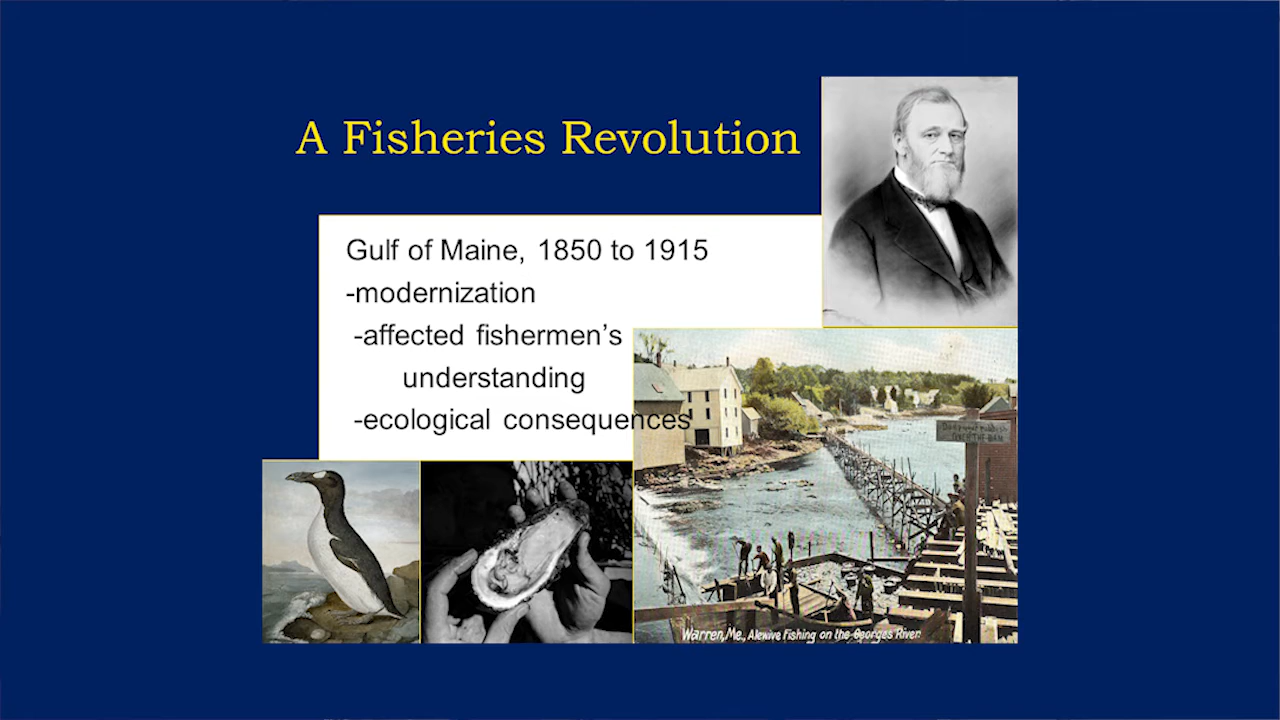 A Fisheries Revolution
Gulf of Maine, 1850 to 1915
-modernization
-affected fishermen's
understanding
-ecological consequences
Warren, Me., Alewive Fishing on the Georges River